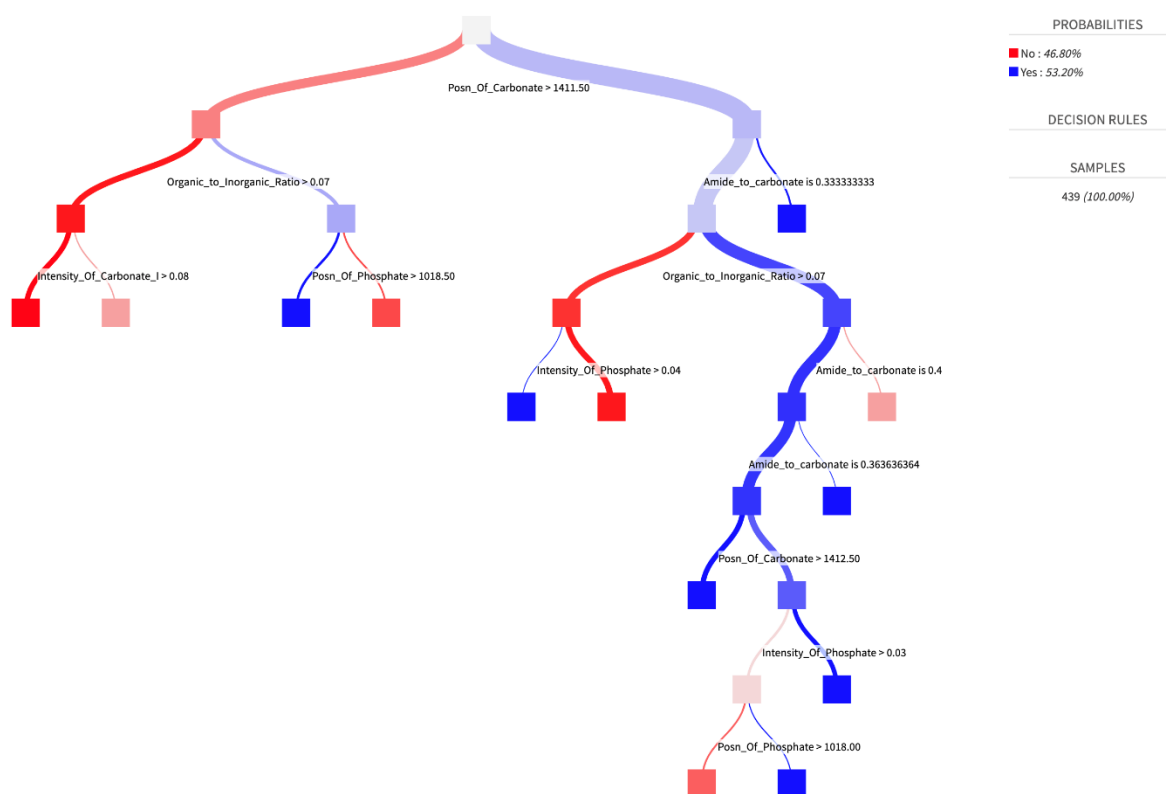 PROBABILITIES
No : 46.80%
Yes : 53.20%
DECISION RULES
SAMPLES
439 (100.00%)
Posn_Of_Carbonate > 1411.50
Organic_to_Inorganic_Ratio > 0.07
Amide_to_carbonate is 0.333333333
Intensity_Of_Carbonate_I > 0.08
Posn_Of_Phosphate > 1018.50
Organic_to_Inorganic_Ratio > 0.07
Intensity_Of_Phosphate > 0.04
Amide_to_carbonate is 0.4
Amide_to_carbonate is 0.363636364
Posn_Of_Carbonate > 1412.50
Intensity_Of_Phosphate > 0.03
Posn_Of_Phosphate > 1018.00